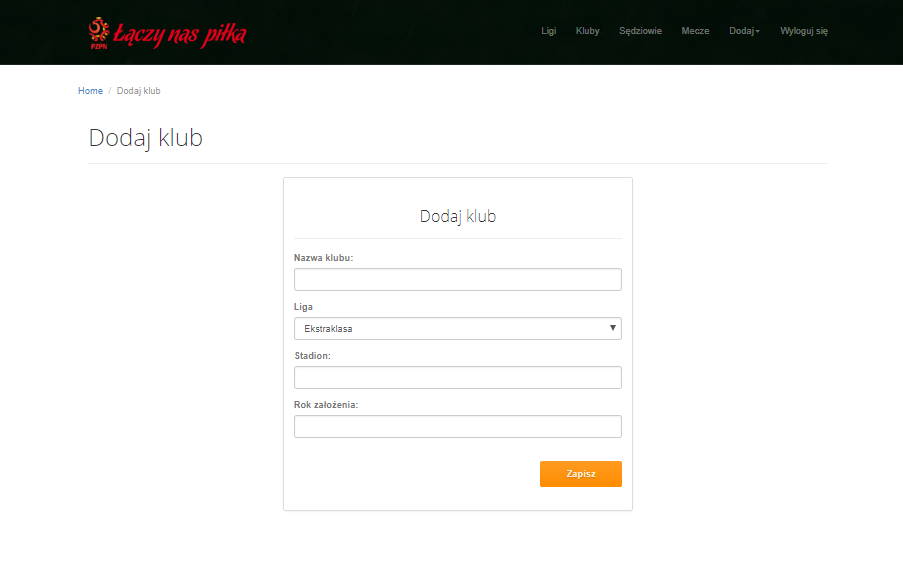 PZPN
Łączy nas piłka
Ligi Kluby Sędziowie Mecze Dodaj Wyloguj się
Home / Dodaj klub
Dodaj klub
Dodaj klub
Nazwa klubu:
Liga
Ekstraklasa
Stadion:
Rok założenia:
Zapisz